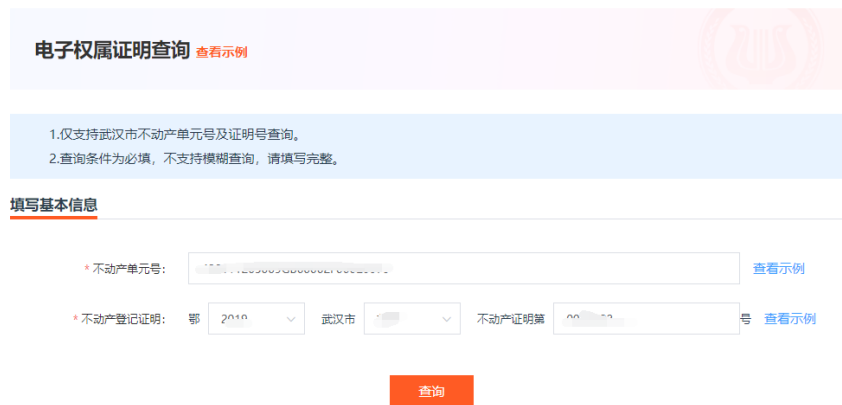 电子权属证明查询 查看示例
1.仅支持武汉市不动产单元号及证明号查询。
2.查询条件为必填，不支持模糊查询，请填写完整。
填写基本信息
* 不动产单元号： 查看示例
* 不动产登记证明： 鄂 2019 武汉市 不动产证明第 号 查看示例
查询